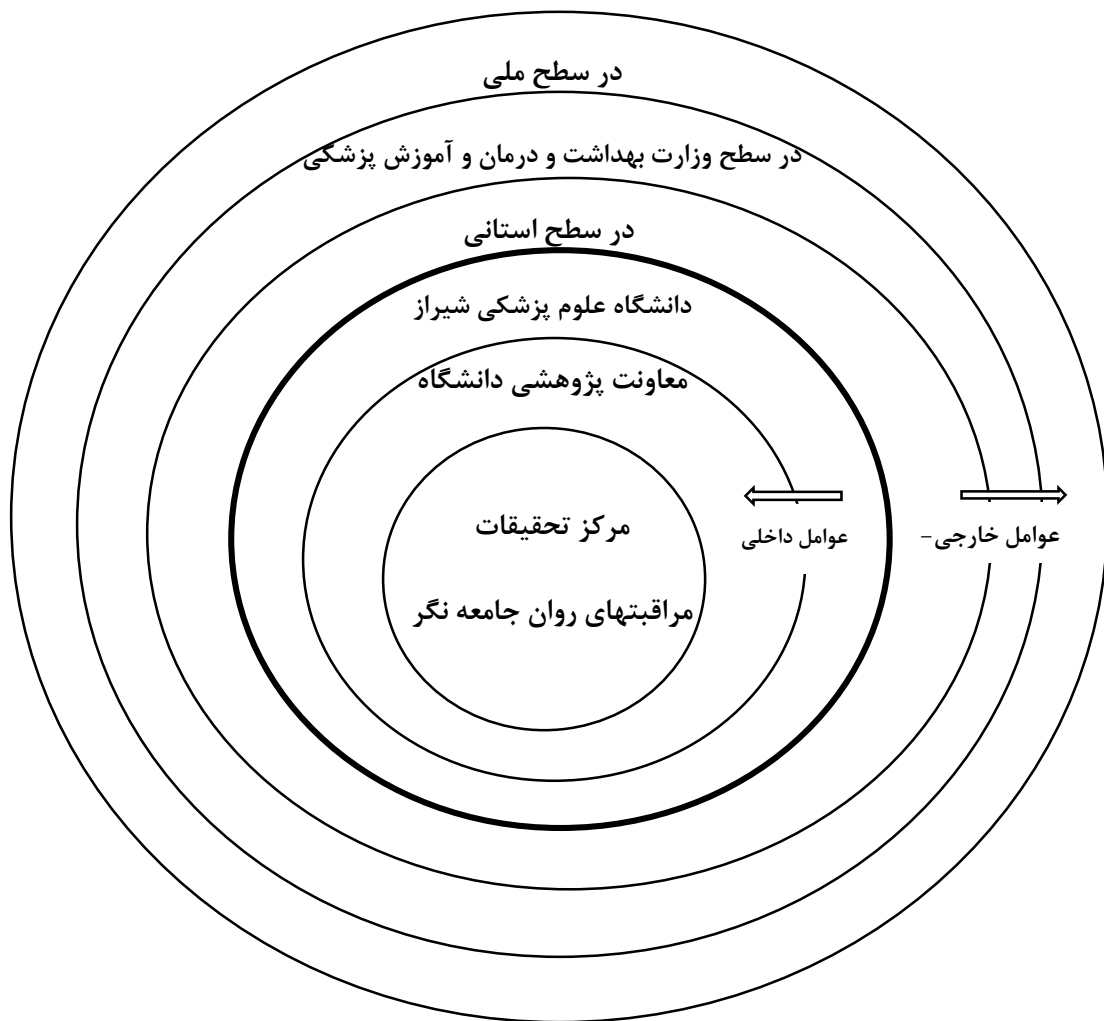 در سطح ملی
در سطح وزارت بهداشت و درمان و آموزش پزشکی
در سطح استانی
دانشگاه علوم پزشکی شیراز
معاونت پژوهشی دانشگاه
مرکز تحقیقات
عوامل داخلی
عوامل خارجی-
مراقبتهای روان جامعه نگر